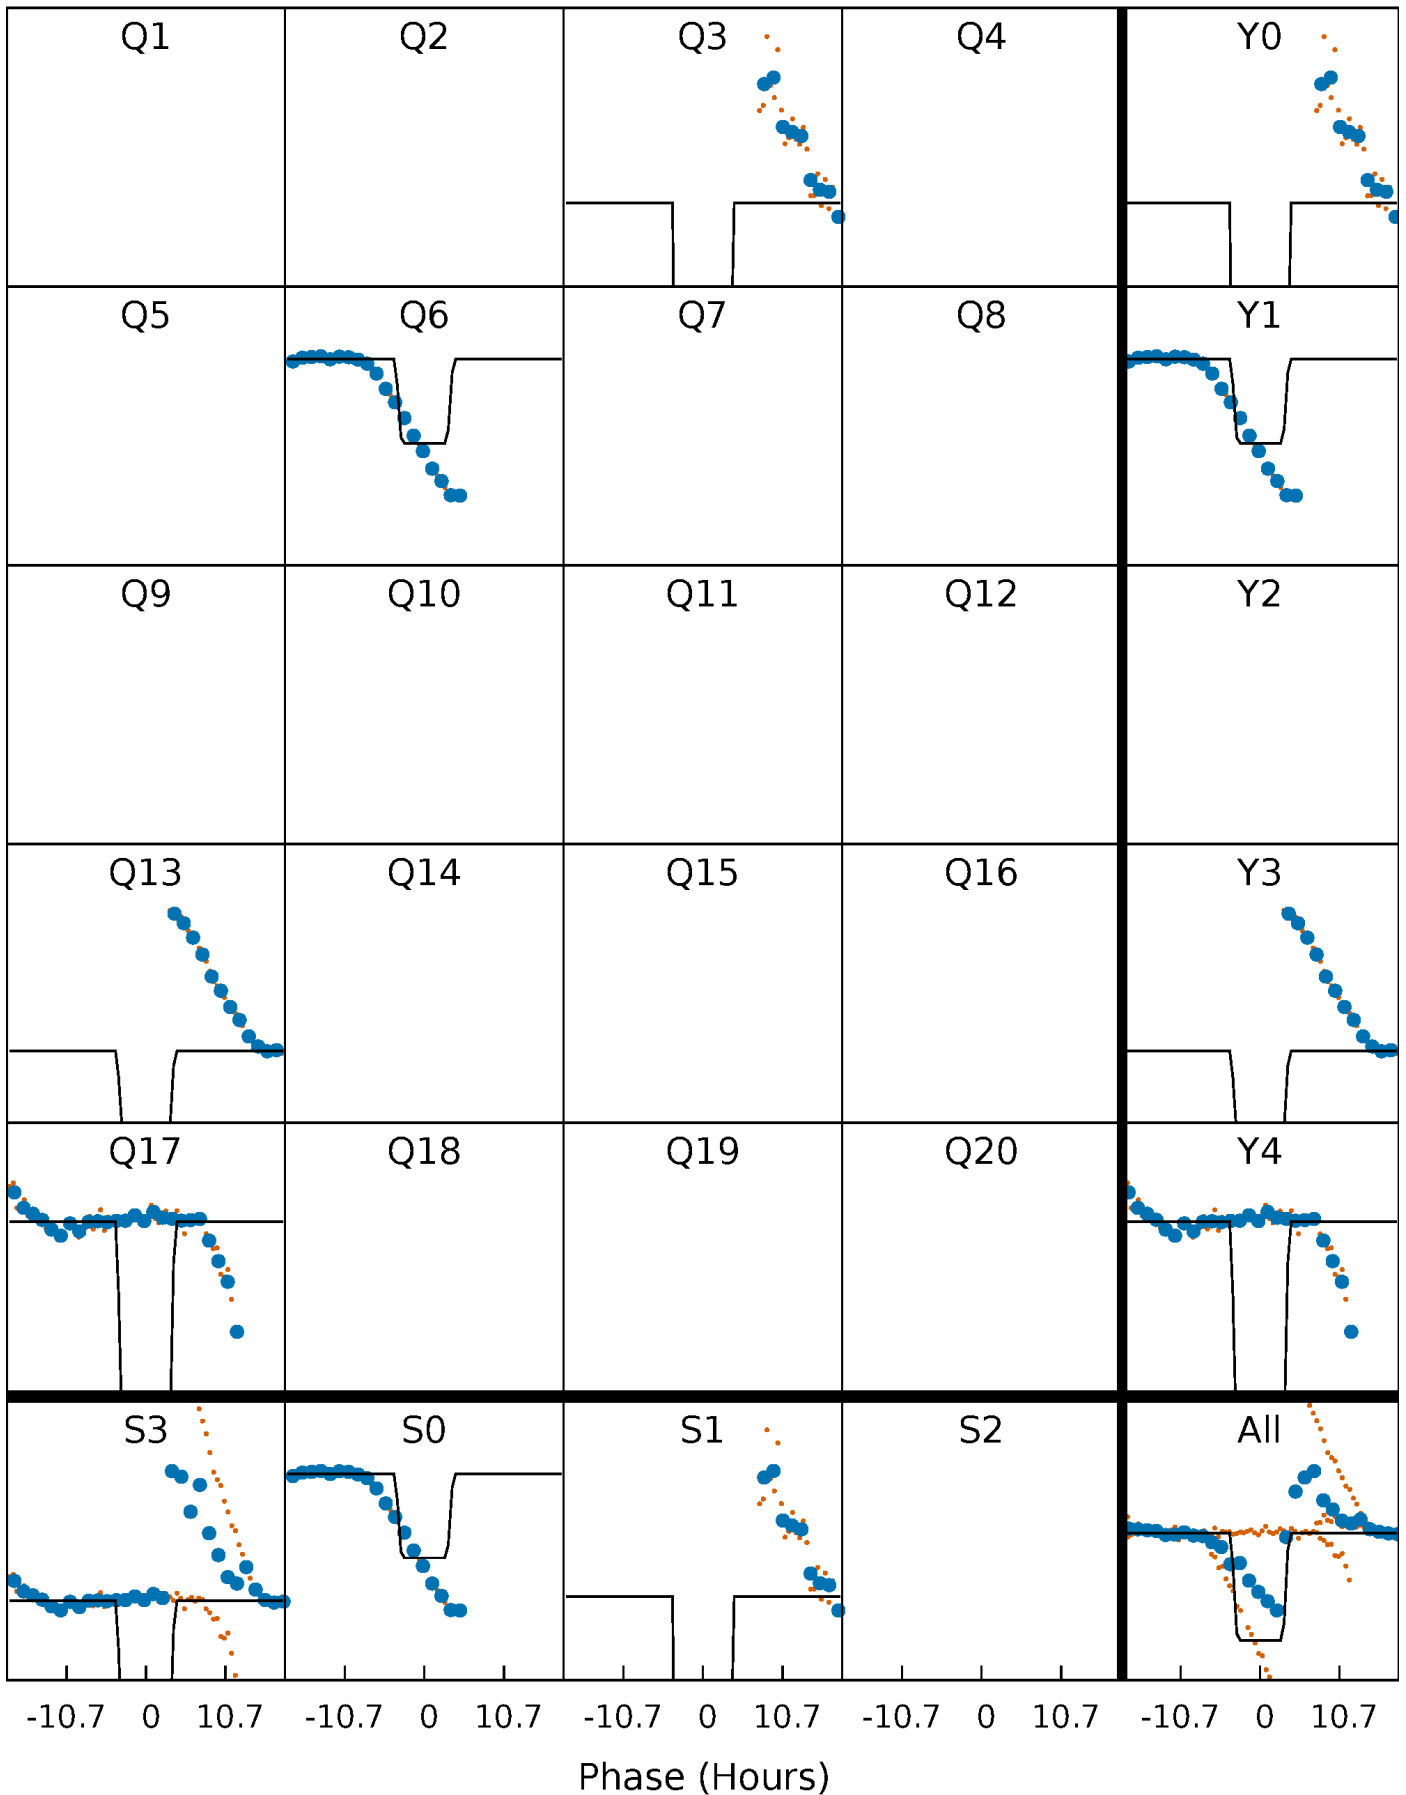 Q1 Q2 Q3 Q4 Y0
Q5 Q6 Q7 Q8 Y1
Q9 Q10 Q11 Q12 Y2
Q13 Q14 Q15 Q16 Y3
Q17 Q18 Q19 Q20 Y4
S3 S0 S1 S2 All
-10.7 0 10.7 -10.7 0 10.7 -10.7 0 10.7 -10.7 0 10.7 -10.7 0 10.7
Phase (Hours)